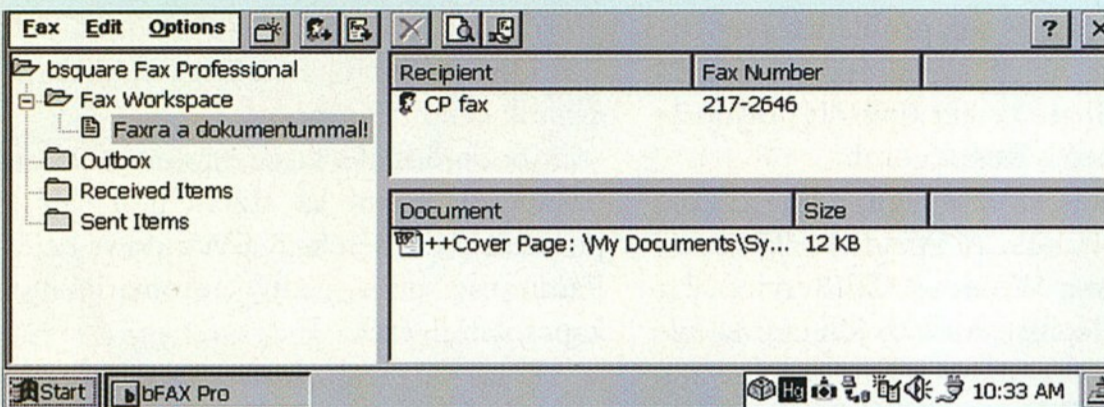 Fax Edit Options ?
bsquare Fax Professional
Fax Workspace
Faxra a dokumentummal!
Outbox
Received Items
Sent Items
Recipient Fax Number
CP fax 217-2646
Document Size
++Cover Page: \My Documents\Sy... 12 KB
Start bFAX Pro Hg 10:33 AM